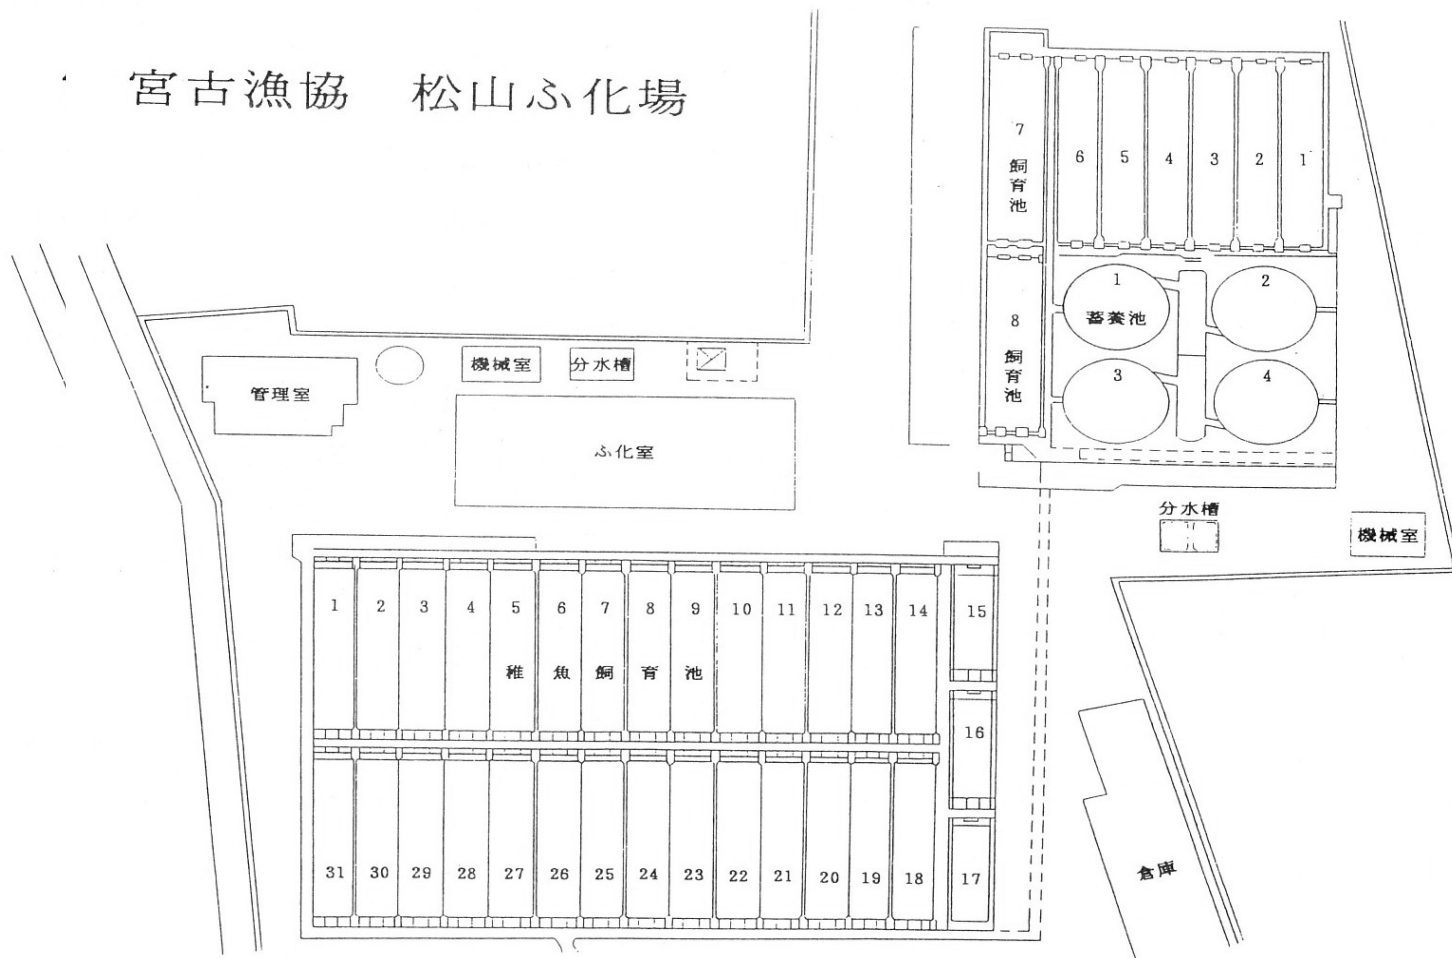 宮古漁協 松山ふ化場
7 飼育池
6 5 4 3 2 1
8 飼育池
1 蓄養池
2
3
4
管理室
機械室
分水槽
ふ化室
分水槽
機械室
1 2 3 4 5 6 7 8 9 10 11 12 13 14 15
稚魚飼育池
16
31 30 29 28 27 26 25 24 23 22 21 20 19 18 17
倉庫